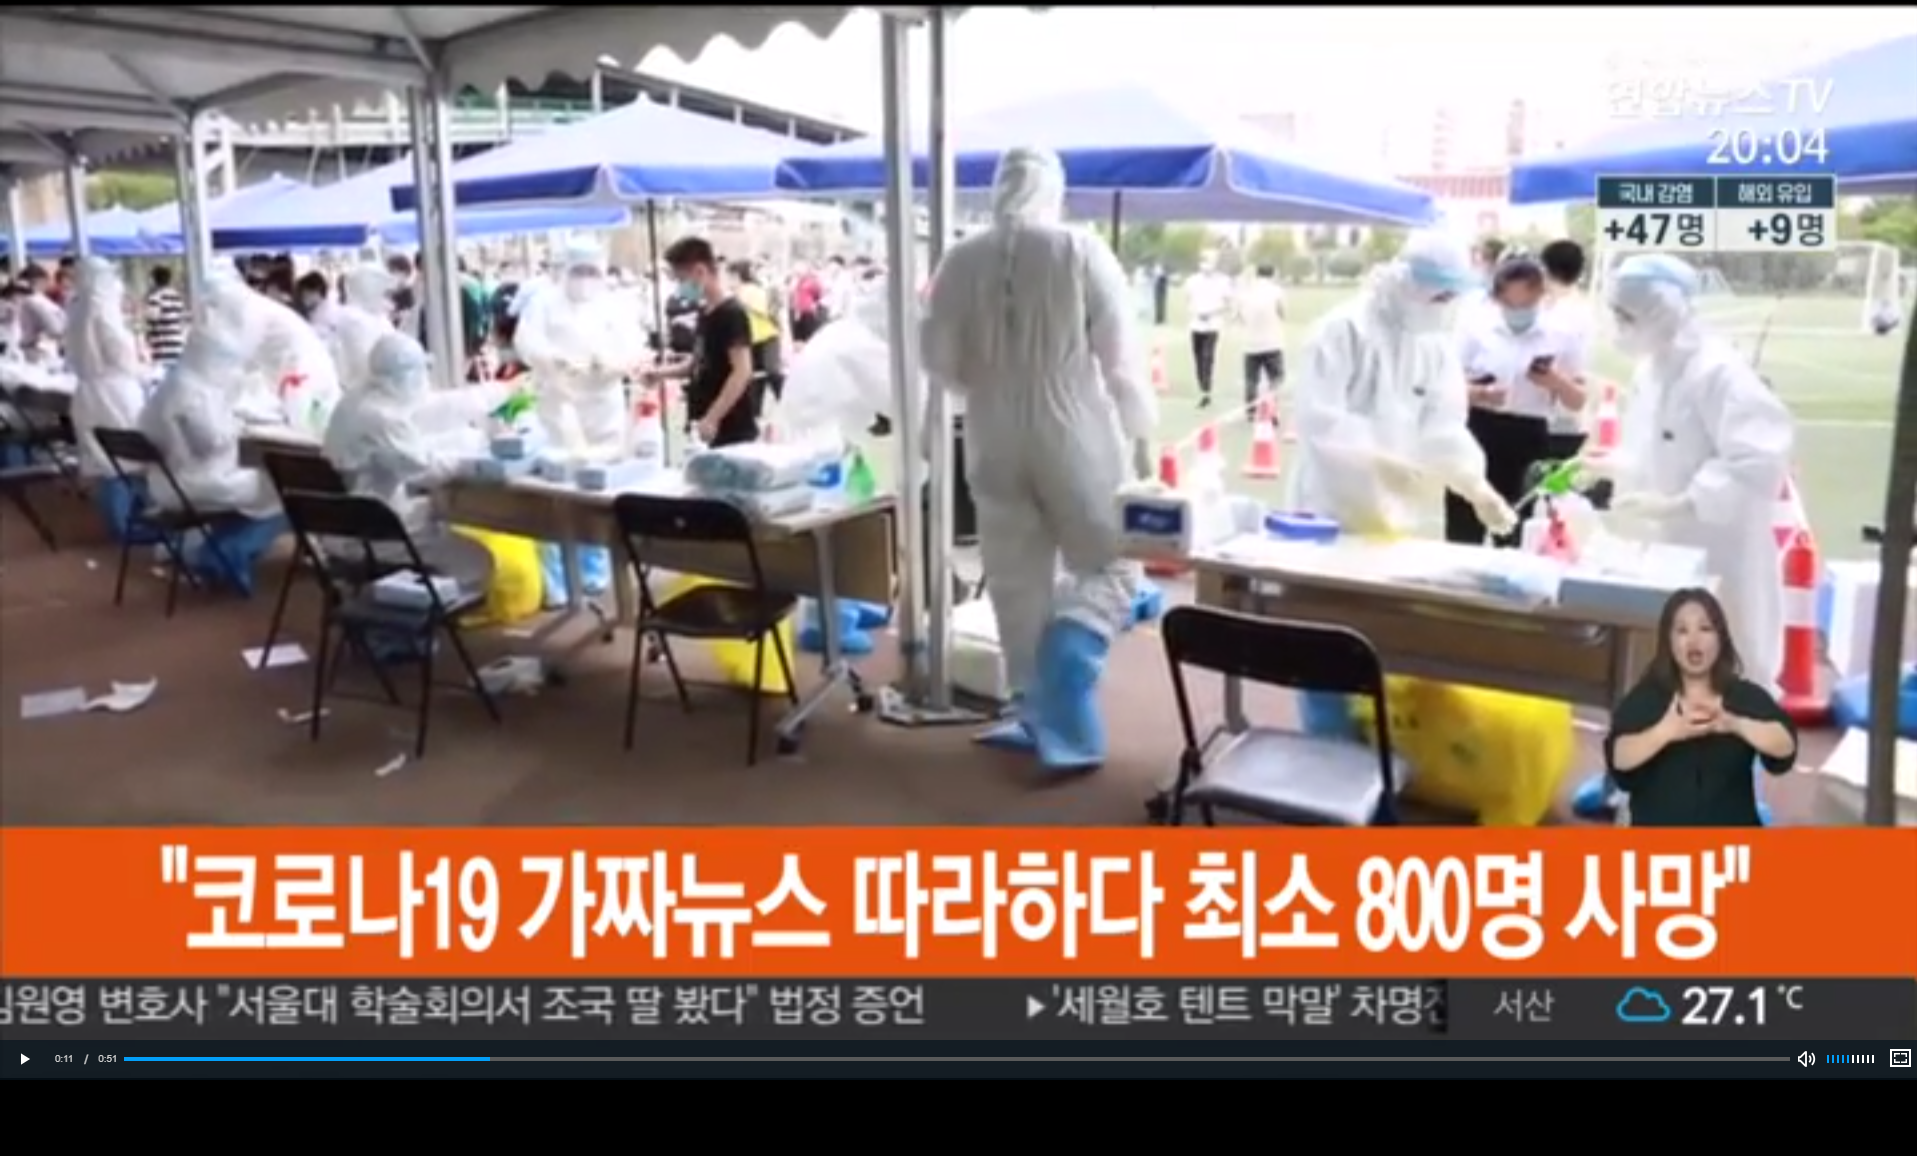 연합뉴스TV
20:04
국내 감염 해외 유입
+47명 +9명
"코로나19 가짜뉴스 따라하다 최소 800명 사망"
원영 변호사 "서울대 학술회의서 조국 딸 봤다" 법정 증언 ▶'세월호 텐트 막말' 차명진 서산 27.1℃
0:11 / 0:51